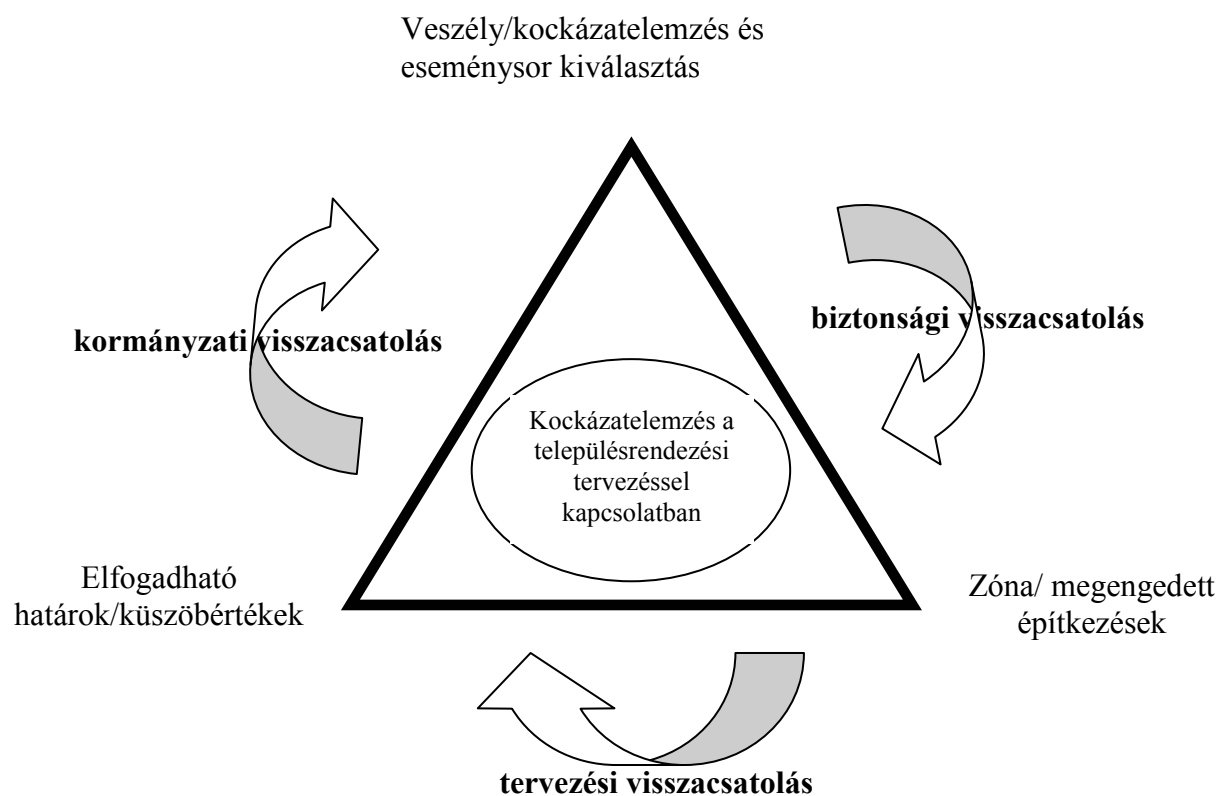 Veszély/kockázatelemzés és
eseménysor kiválasztás
kormányzati visszacsatolás
biztonsági visszacsatolás
Kockázatelemzés a
településrendezési
tervezéssel
kapcsolatban
Elfogadható
határok/küszöbértékek
Zóna/ megengedett
építkezések
tervezési visszacsatolás